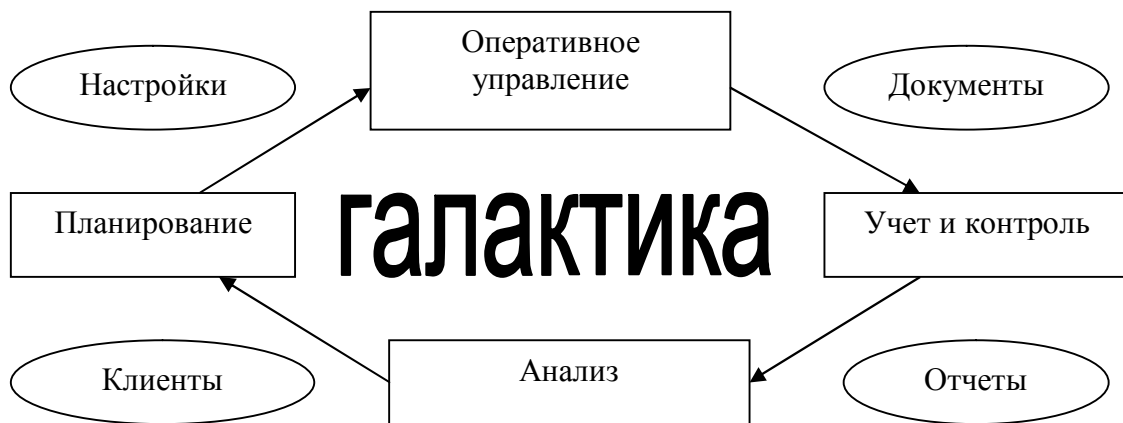 Оперативное
управление
Настройки
Документы
Планирование
галактика
Учет и контроль
Клиенты
Анализ
Отчеты